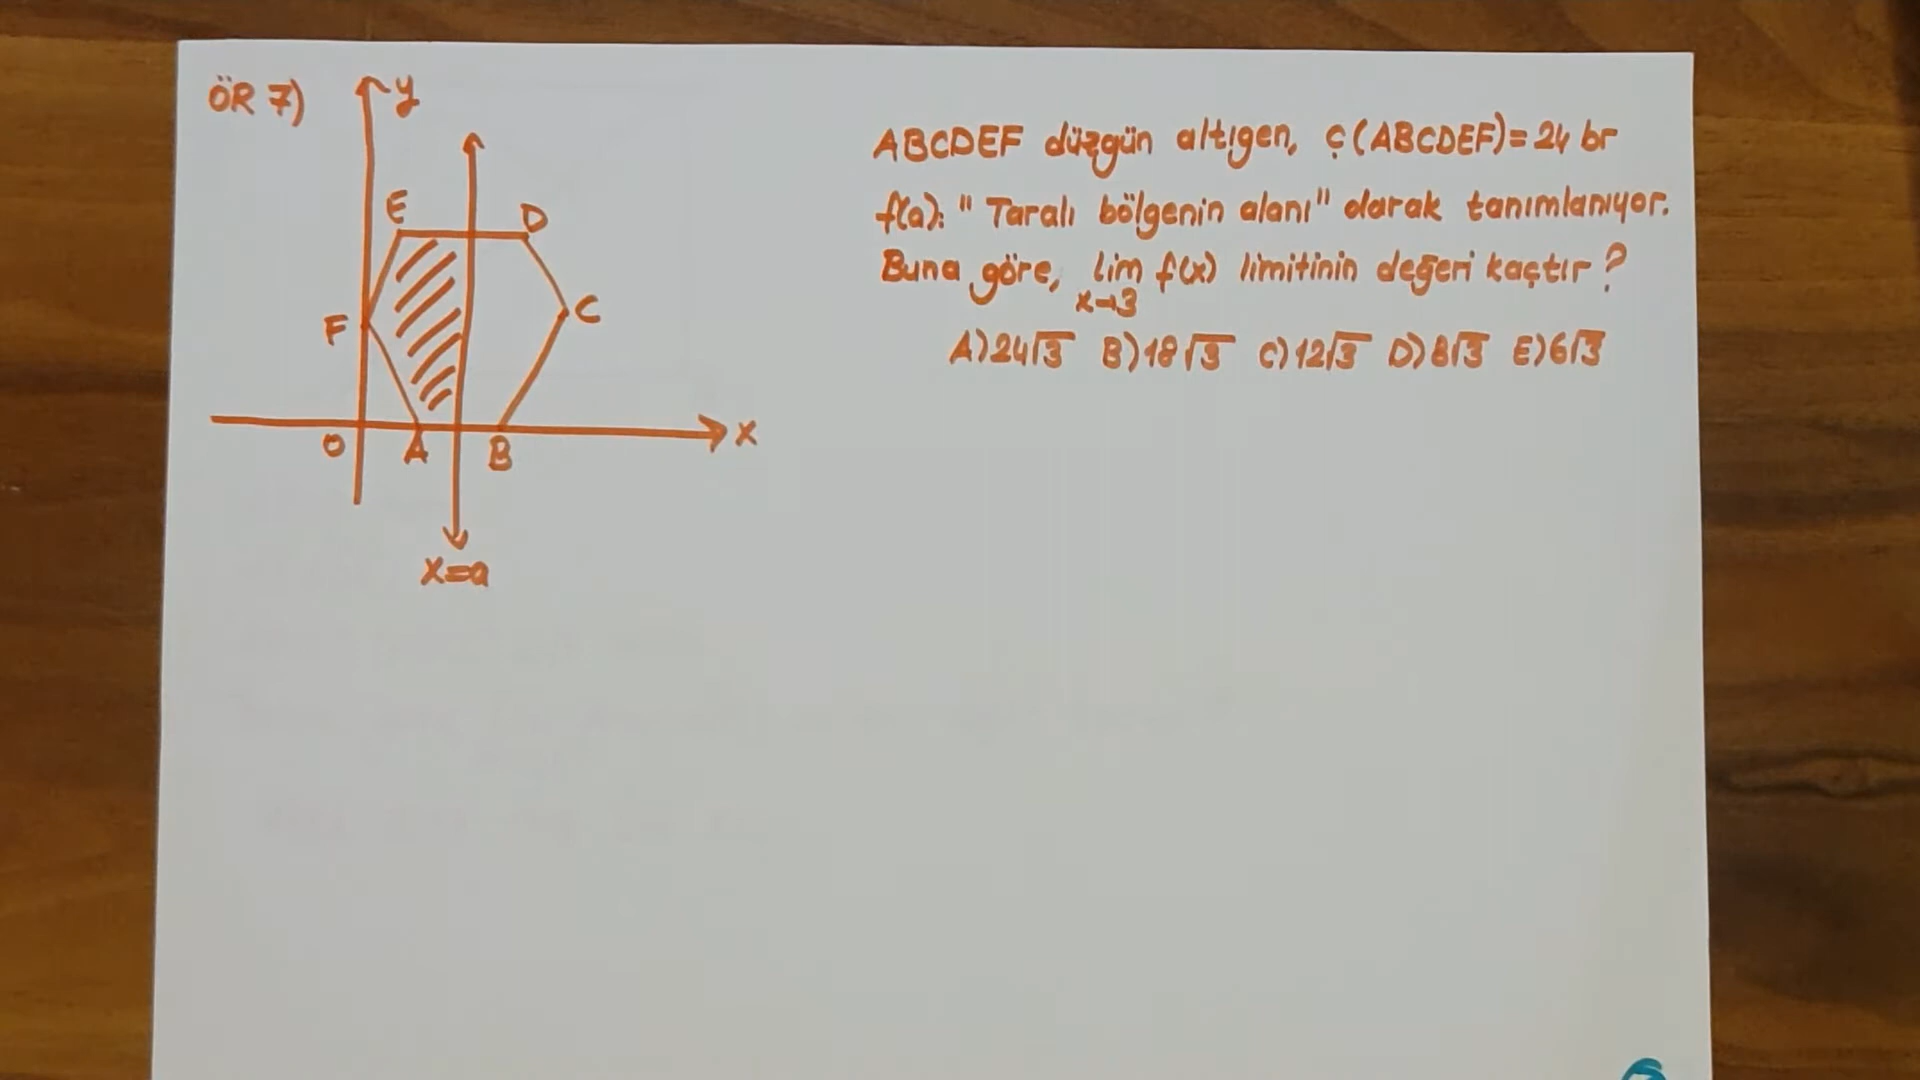 ÖR 7)
y
E
D
F
C
O
A
B
x
x=a
ABCDEF düzgün altıgen, Ç(ABCDEF)=24 br
f(a): "Taralı bölgenin alanı" olarak tanımlanıyor.
Buna göre, lim f(x) limitinin değeri kaçtır?
x→3
A)24√3 B)18√3 C)12√3 D)8√3 E)6√3